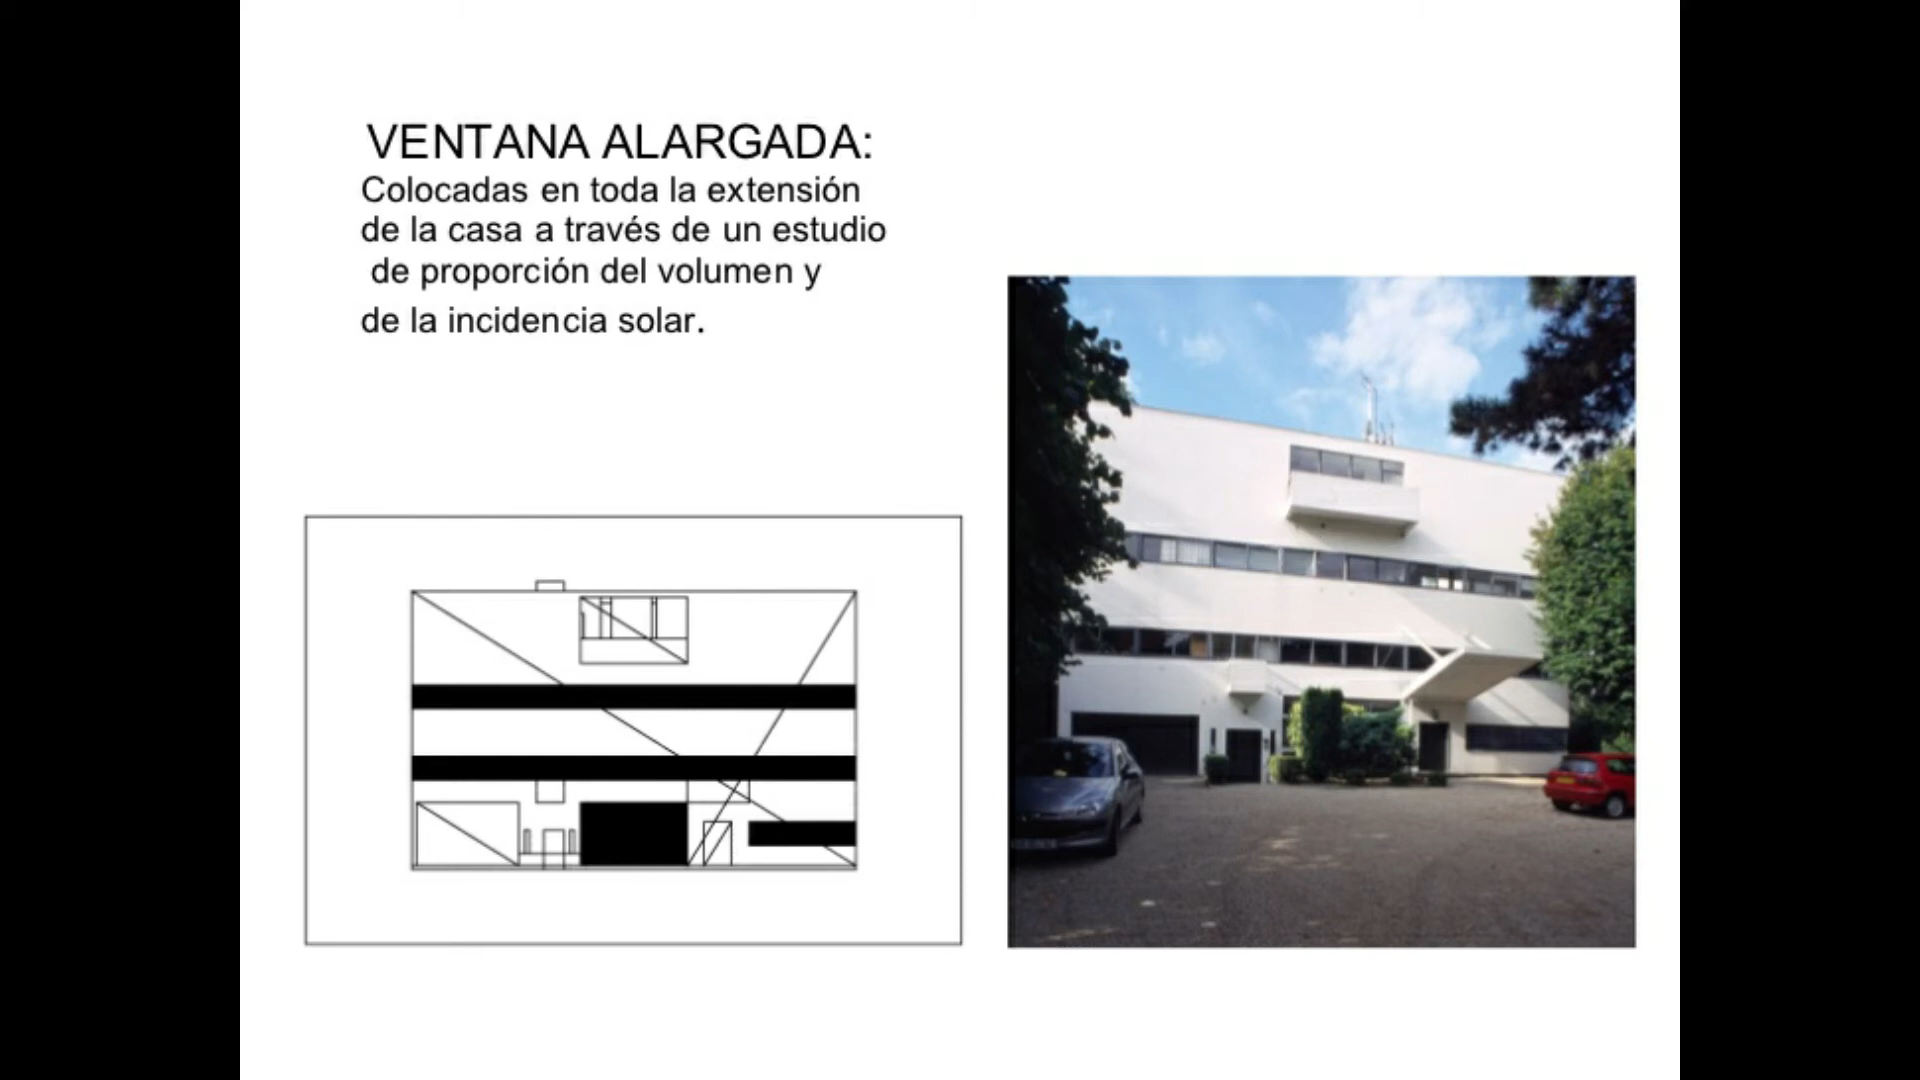 VENTANA ALARGADA:
Colocadas en toda la extensión
de la casa a través de un estudio
de proporción del volumen y
de la incidencia solar.